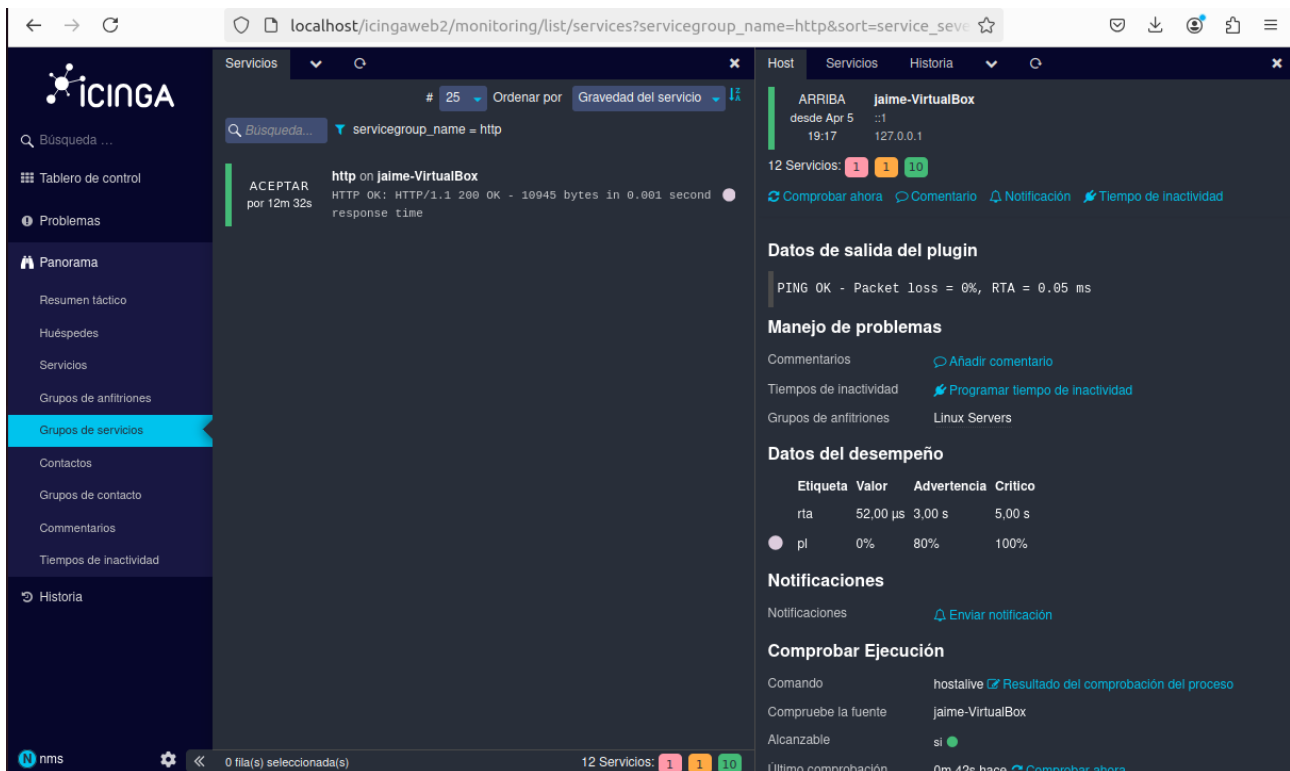 localhost/icingaweb2/monitoring/list/services?servicegroup_name=http&sort=service_seve
icinga
Búsqueda ...
Tablero de control
Problemas
Panorama
Resumen táctico
Huéspedes
Servicios
Grupos de anfitriones
Grupos de servicios
Contactos
Grupos de contacto
Commentarios
Tiempos de inactividad
Historia
N nms
Servicios
# 25 Ordenar por Gravedad del servicio
Búsqueda... servicegroup_name = http
ACEPTAR
por 12m 32s
http on jaime-VirtualBox
HTTP OK: HTTP/1.1 200 OK - 10945 bytes in 0.001 second
response time
0 fila(s) seleccionada(s) 12 Servicios: 1 1 10
Host Servicios Historia
ARRIBA jaime-VirtualBox
desde Apr 5 ::1
19:17 127.0.0.1
12 Servicios: 1 1 10
Comprobar ahora Comentario Notificación Tiempo de inactividad
Datos de salida del plugin
PING OK - Packet loss = 0%, RTA = 0.05 ms
Manejo de problemas
Commentarios Añadir comentario
Tiempos de inactividad Programar tiempo de inactividad
Grupos de anfitriones Linux Servers
Datos del desempeño
Etiqueta Valor Advertencia Critico
rta 52,00 µs 3,00 s 5,00 s
pl 0% 80% 100%
Notificaciones
Notificaciones Enviar notificación
Comprobar Ejecución
Comando hostalive Resultado del comprobación del proceso
Compruebe la fuente jaime-VirtualBox
Alcanzable si
Último comprobación 0m 42s hace Comprobar ahora